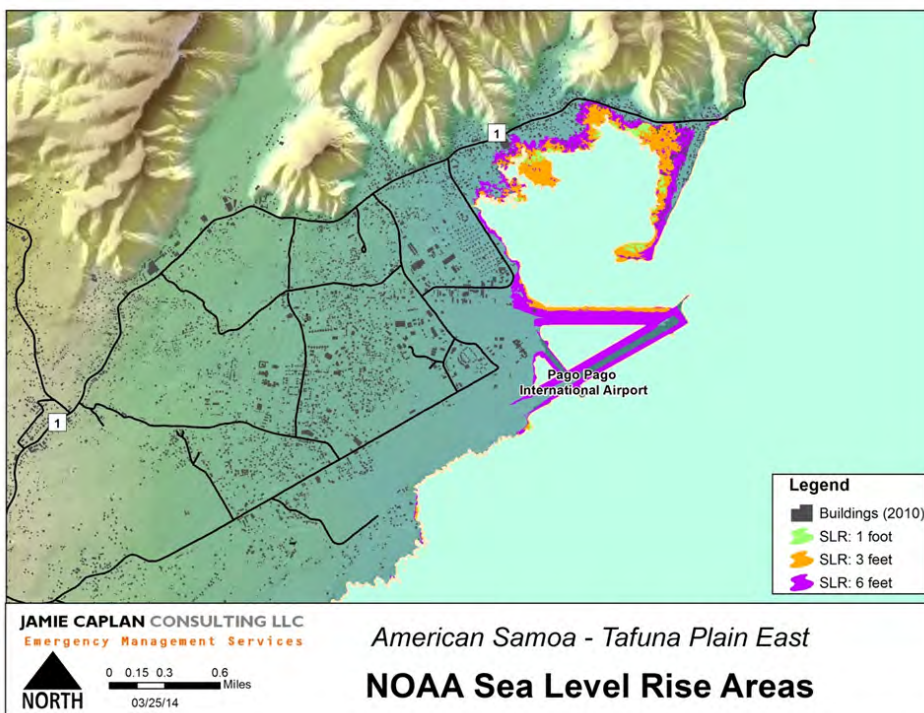 1
1
Pago Pago
International Airport
Legend
Buildings (2010)
SLR: 1 foot
SLR: 3 feet
SLR: 6 feet
JAMIE CAPLAN CONSULTING LLC
Emergency Management Services
NORTH
0 0.15 0.3 0.6
Miles
03/25/14
American Samoa - Tafuna Plain East
NOAA Sea Level Rise Areas